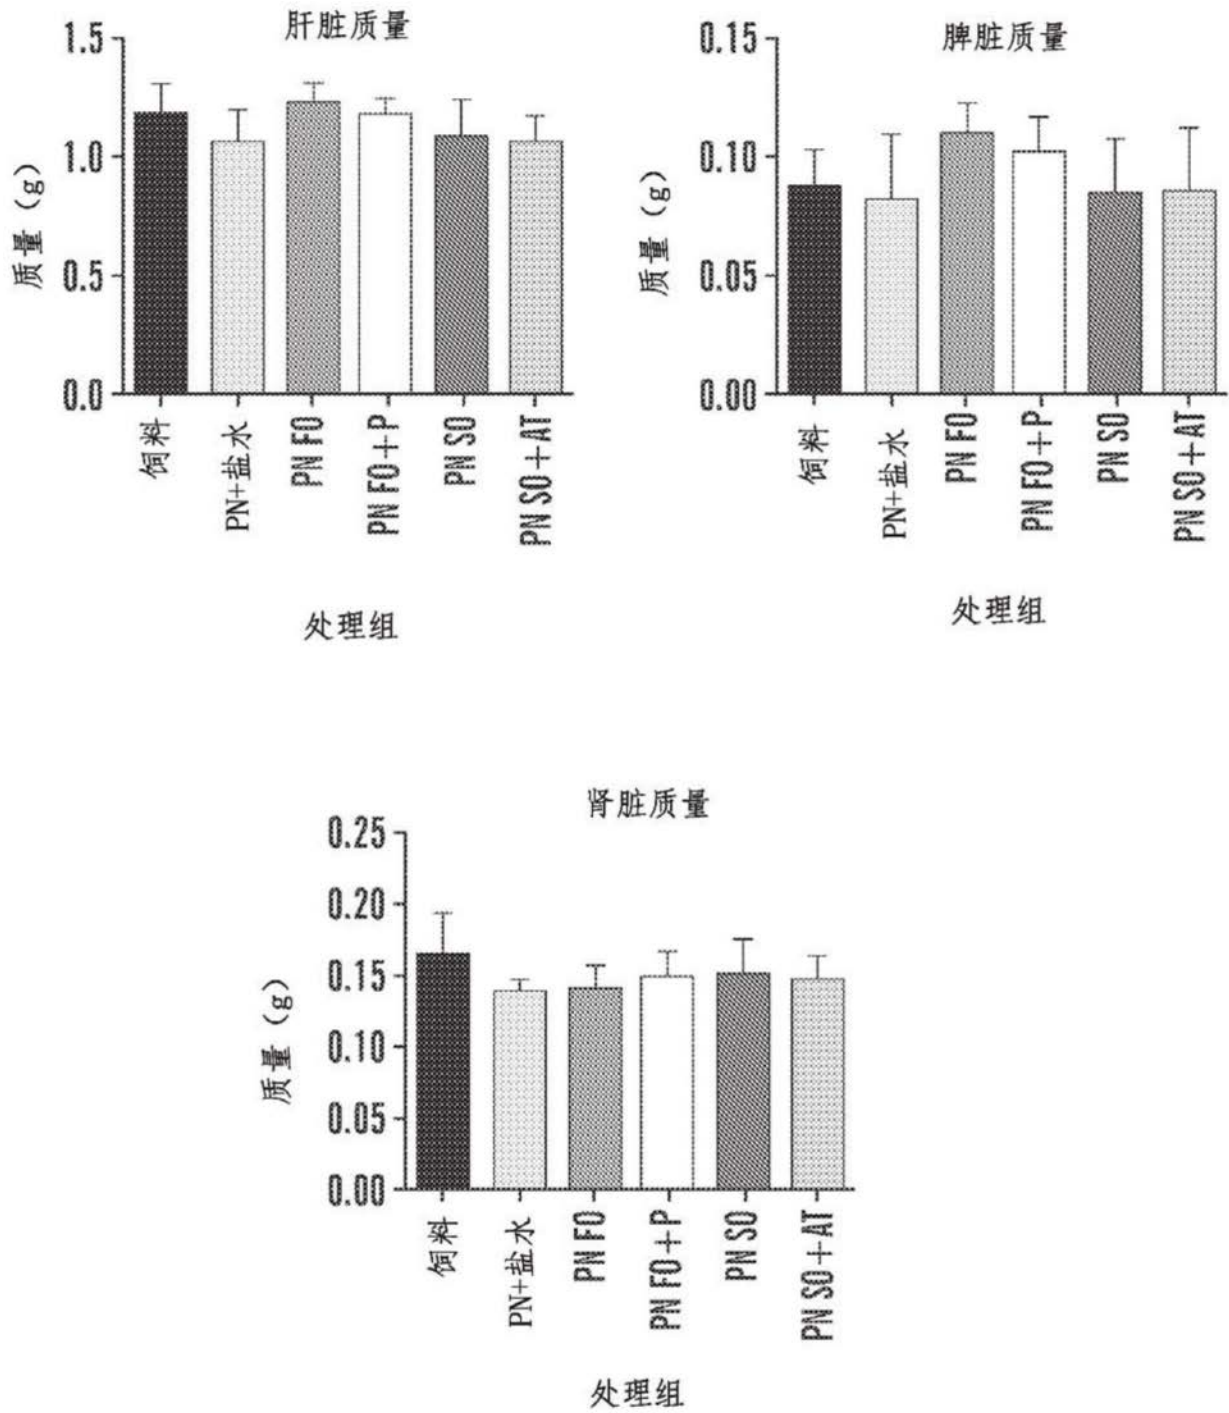 肝脏质量
1.5
1.0
0.5
0.0
质量（g）
饲料
PN+盐水
PN FO
PN FO+P
PN SO
PN SO+AT
处理组
脾脏质量
0.15
0.10
0.05
0.00
质量（g）
饲料
PN+盐水
PN FO
PN FO+P
PN SO
PN SO+AT
处理组
肾脏质量
0.25
0.20
0.15
0.10
0.05
0.00
质量（g）
饲料
PN+盐水
PN FO
PN FO+P
PN SO
PN SO+AT
处理组